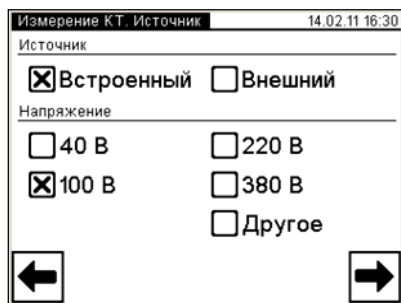 Измерение КТ. Источник 14.02.11 16:30
Источник
Встроенный Внешний
Напряжение
40 В 220 В
100 В 380 В
Другое